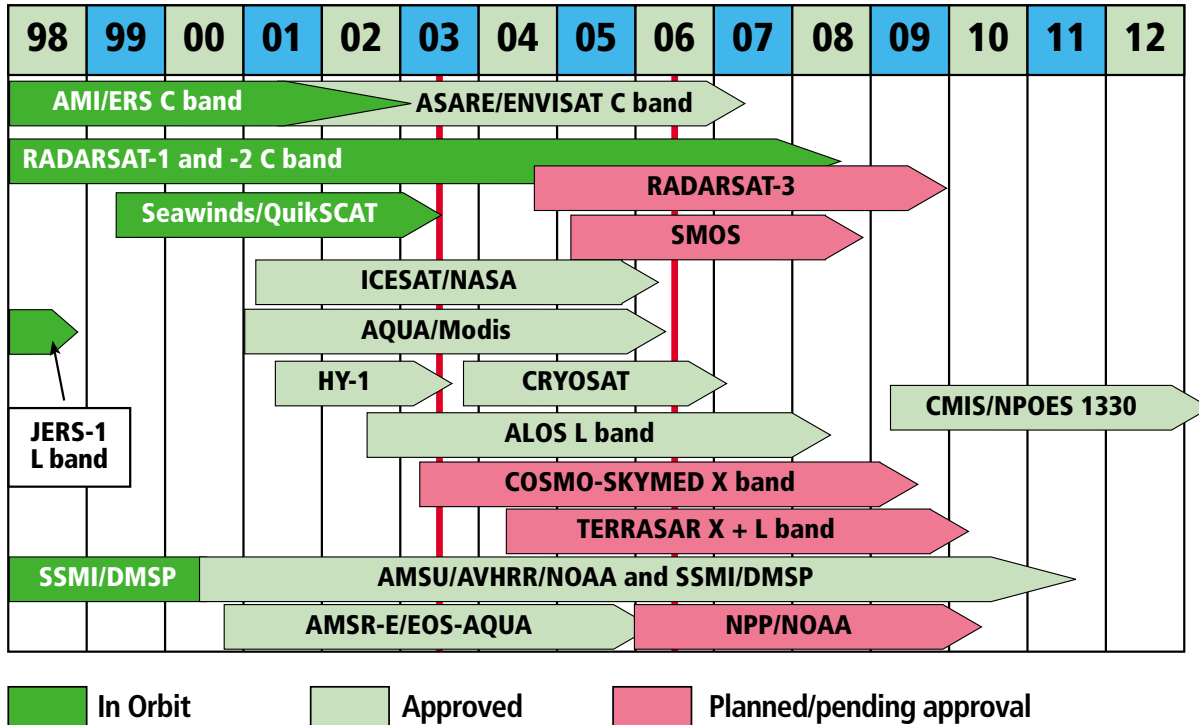 98 99 00 01 02 03 04 05 06 07 08 09 10 11 12
AMI/ERS C band
ASARE/ENVISAT C band
RADARSAT-1 and -2 C band
RADARSAT-3
Seawinds/QuikSCAT
SMOS
ICESAT/NASA
AQUA/Modis
HY-1
CRYOSAT
CMIS/NPOES 1330
JERS-1
L band
ALOS L band
COSMO-SKYMED X band
TERRASAR X + L band
SSMI/DMSP
AMSU/AVHRR/NOAA and SSMI/DMSP
AMSR-E/EOS-AQUA
NPP/NOAA
In Orbit
Approved
Planned/pending approval